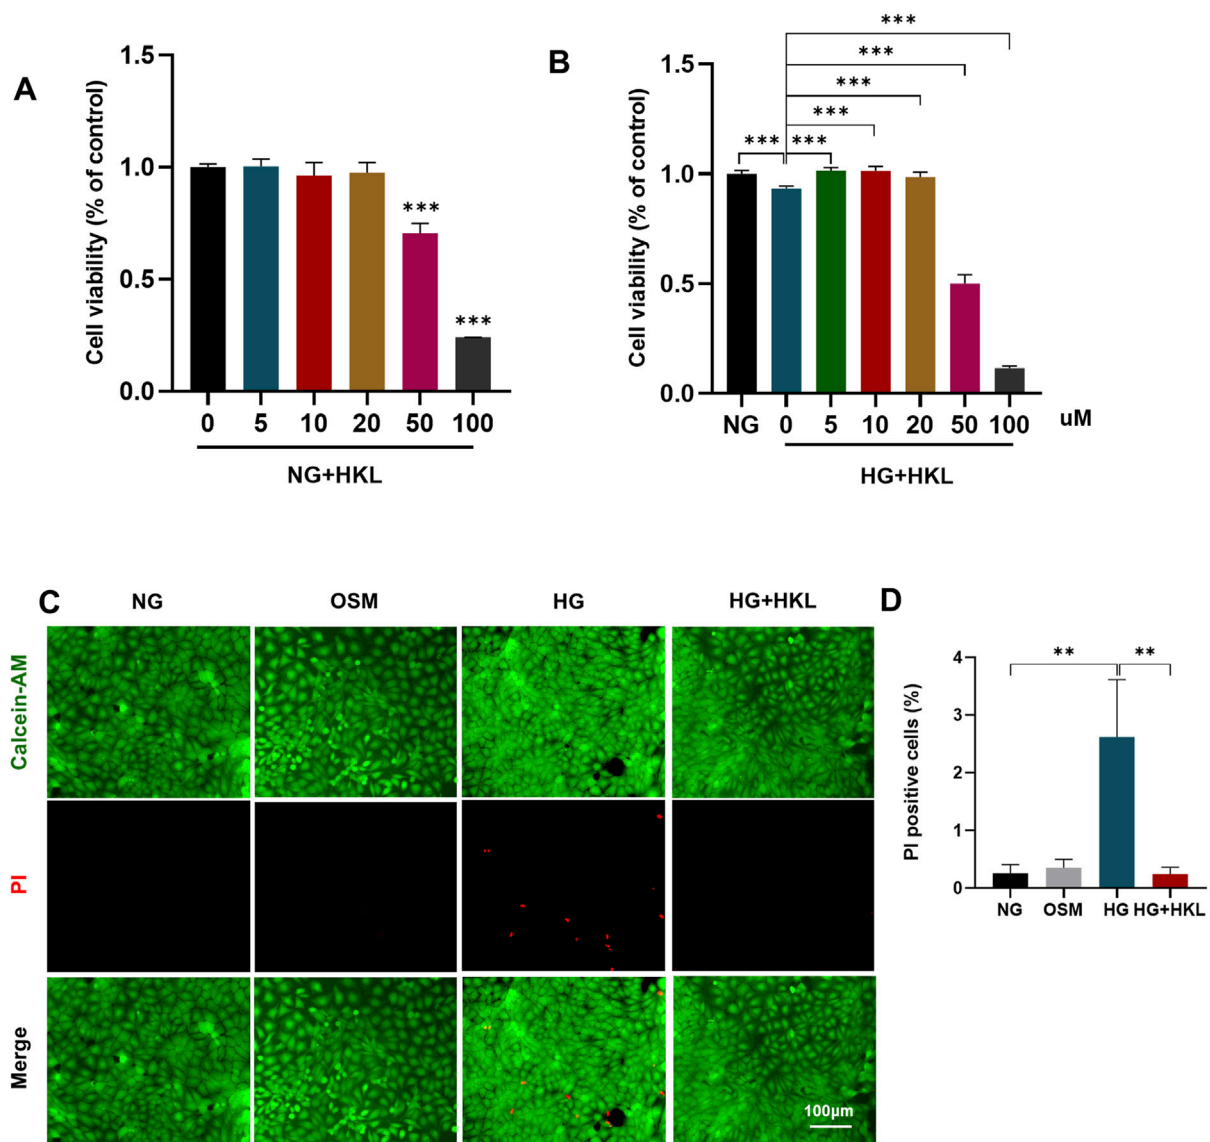 A
Cell viability (% of control)
1.5
1.0
0.5
0.0
***
***
0 5 10 20 50 100
NG+HKL
B
Cell viability (% of control)
1.5
1.0
0.5
0.0
***
***
***
***
*** ***
NG 0 5 10 20 50 100 uM
HG+HKL
C
NG OSM HG HG+HKL
Calcein-AM
PI
Merge
100μm
D
PI positive cells (%)
4
3
2
1
0
** **
NG OSM HG HG+HKL